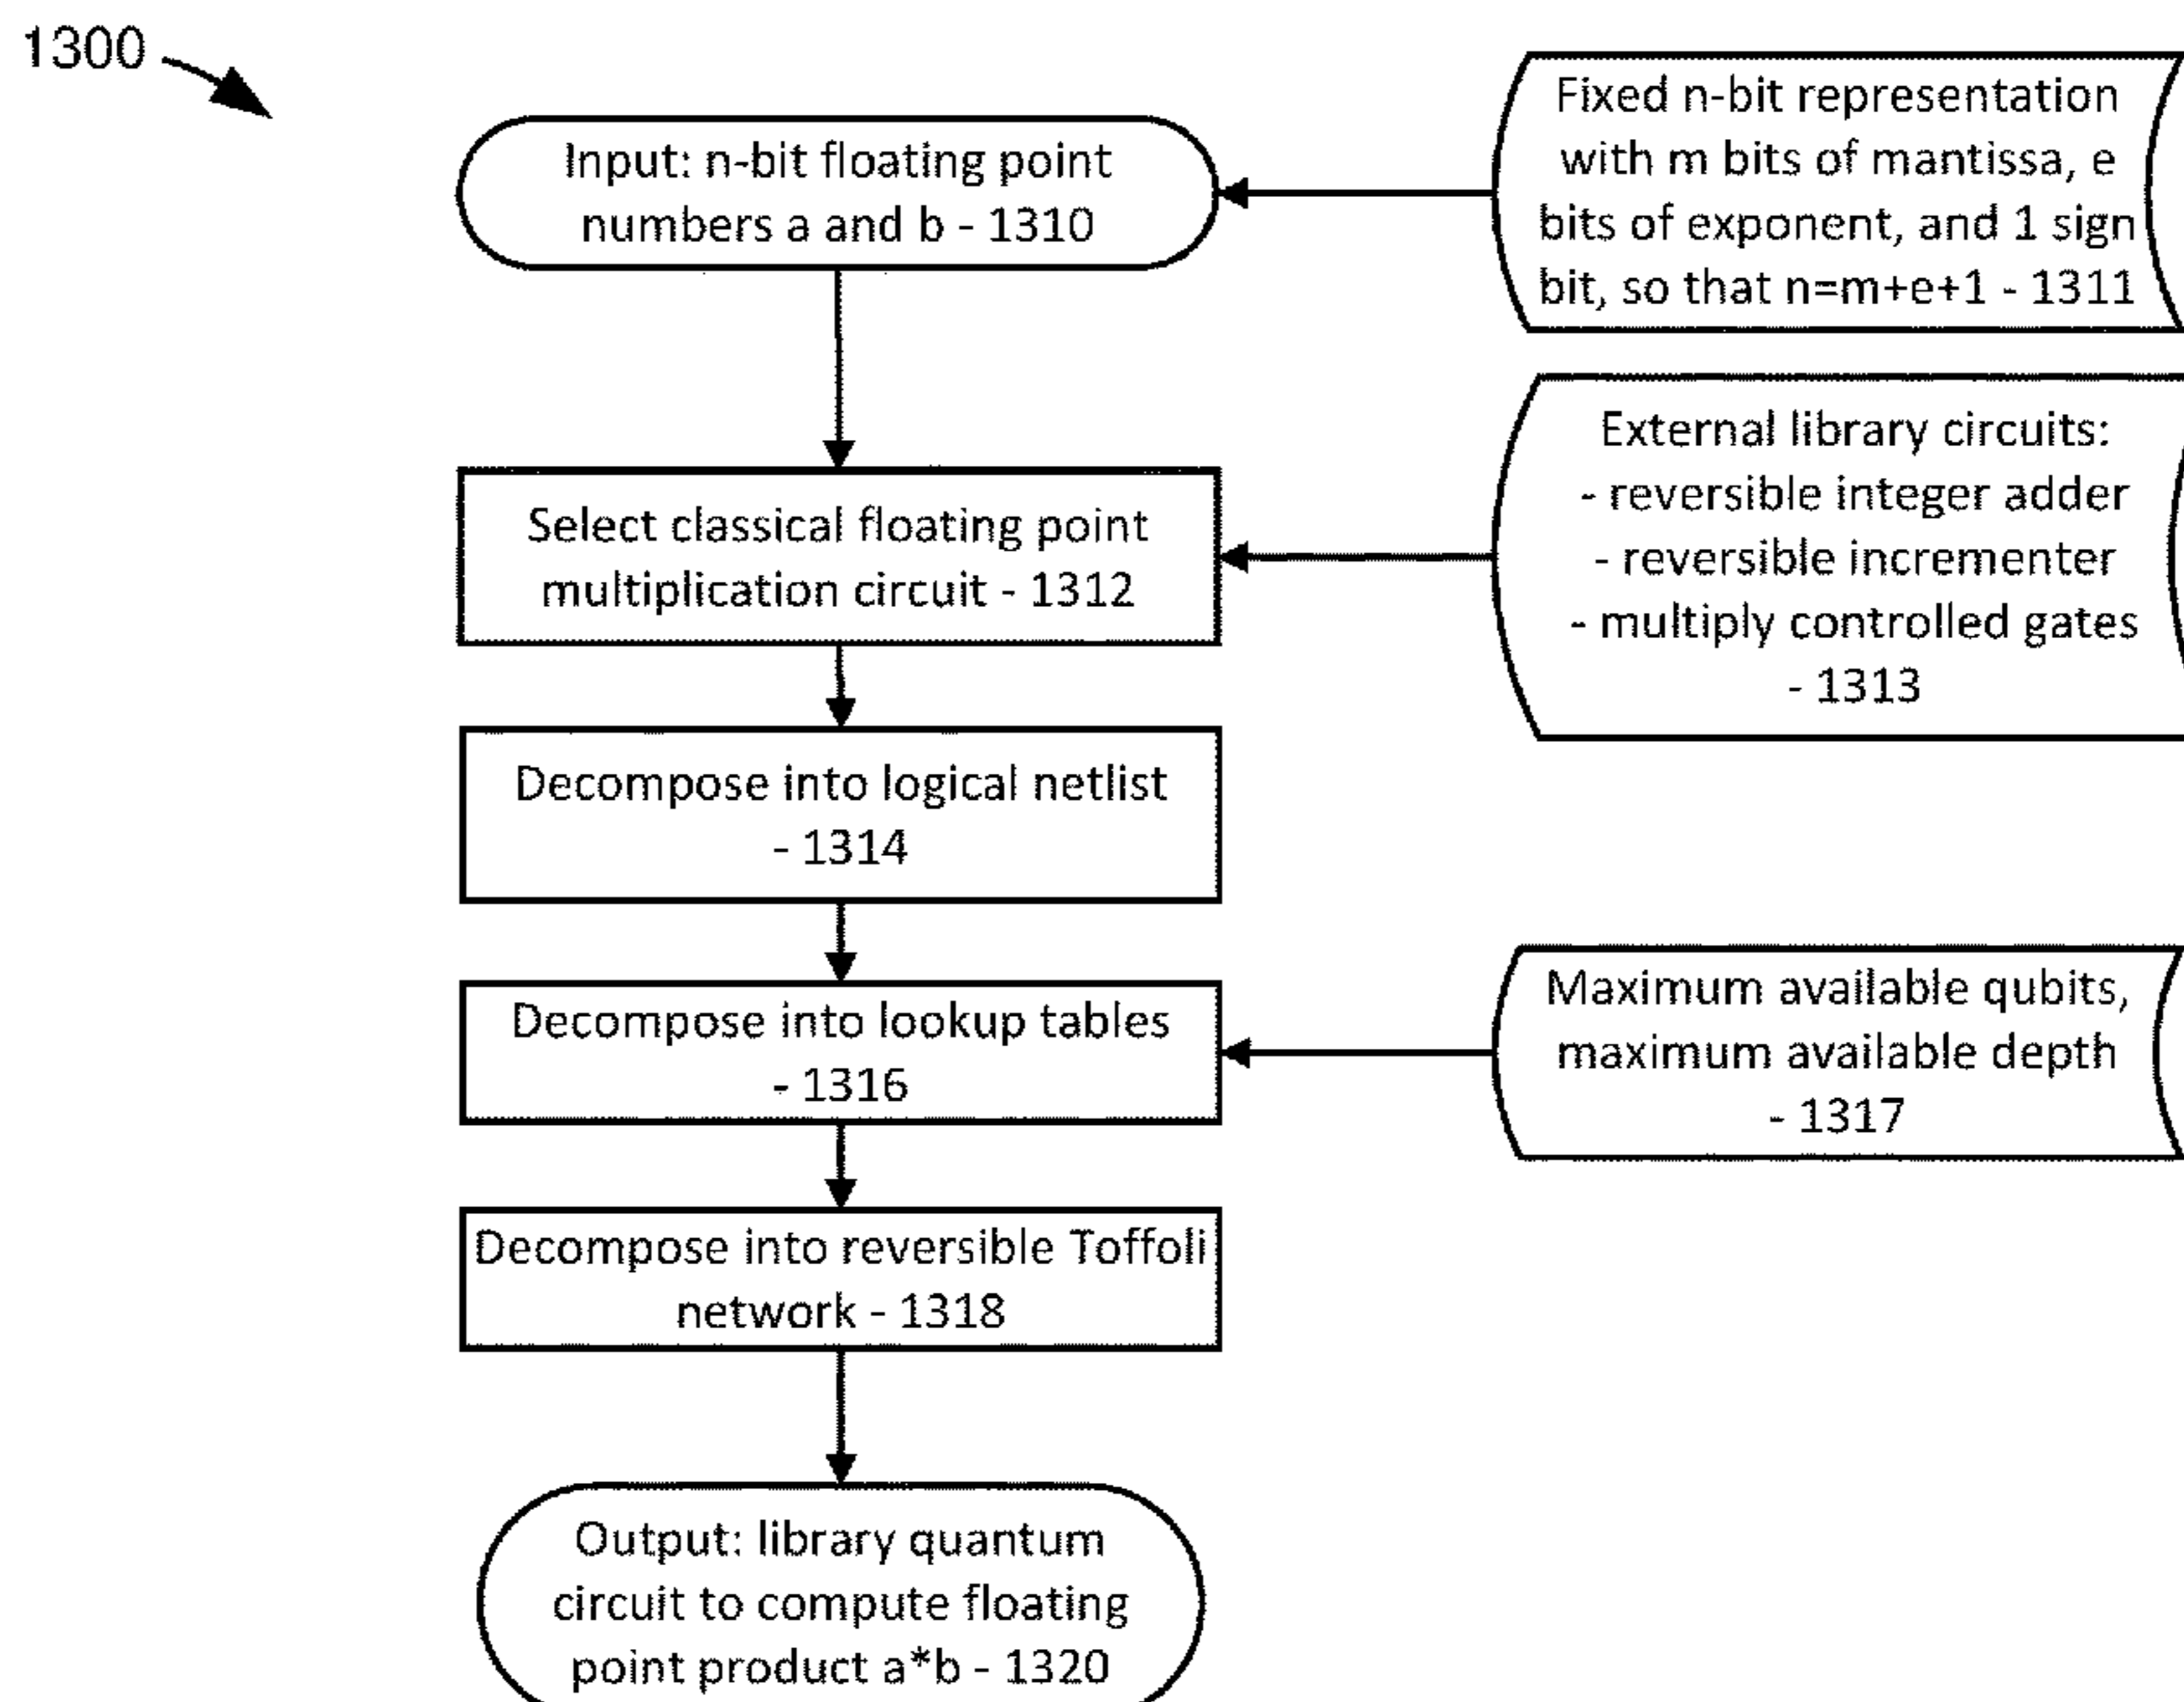 1300
Input: n-bit floating point
numbers a and b - 1310
Fixed n-bit representation
with m bits of mantissa, e
bits of exponent, and 1 sign
bit, so that n=m+e+1 - 1311
Select classical floating point
multiplication circuit - 1312
External library circuits:
- reversible integer adder
- reversible incrementer
- multiply controlled gates
- 1313
Decompose into logical netlist
- 1314
Decompose into lookup tables
- 1316
Maximum available qubits,
maximum available depth
- 1317
Decompose into reversible Toffoli
network - 1318
Output: library quantum
circuit to compute floating
point product a*b - 1320